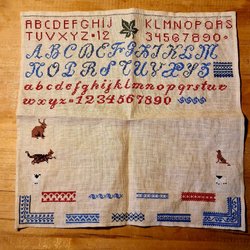 ABCDEFGHIJ KLMNOPQRS
TUVXYZ·12 34567890
ABCDEFGHIJKLM
NOPQRSTUVXYZ
abcdefghijklmnopqrstuv
wxyz=1234567890